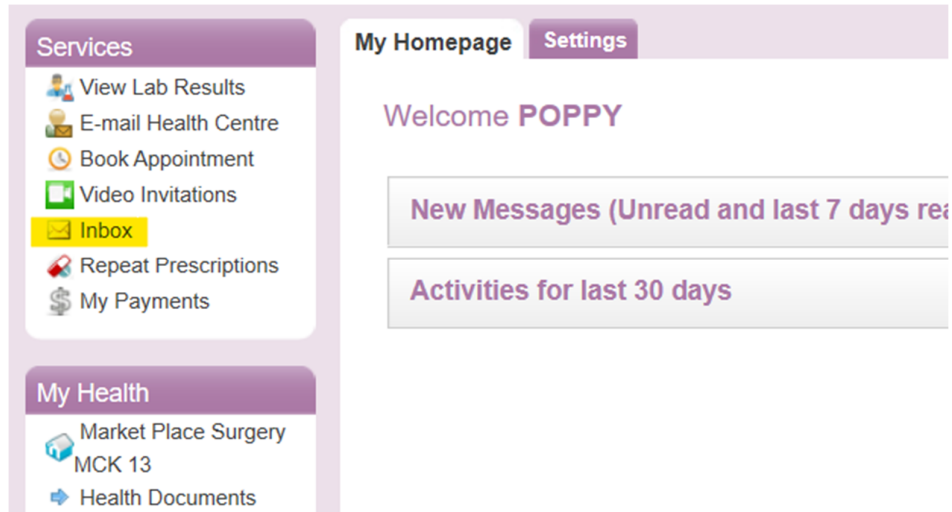 Services
View Lab Results
E-mail Health Centre
Book Appointment
Video Invitations
Inbox
Repeat Prescriptions
My Payments
My Health
Market Place Surgery
MCK 13
Health Documents
My Homepage
Settings
Welcome POPPY
New Messages (Unread and last 7 days
Activities for last 30 days